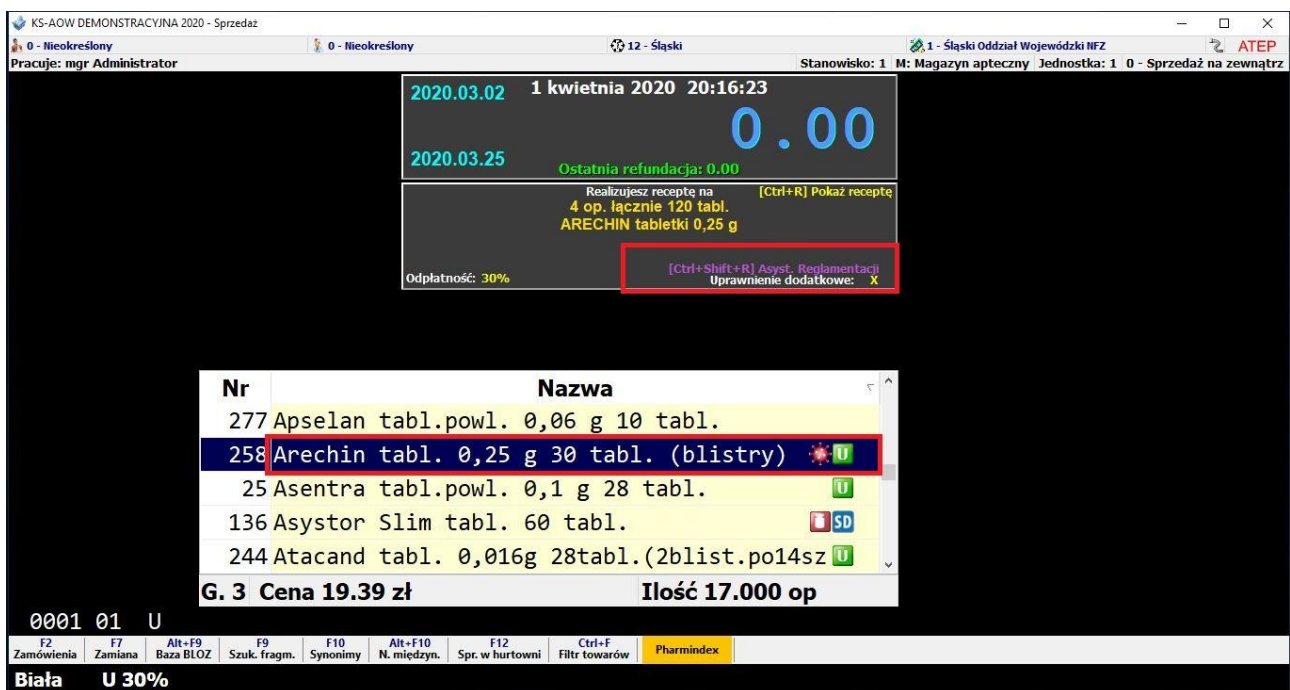 KS-AOW DEMONSTRACYJNA 2020 - Sprzedaż
0 - Nieokreślony 0 - Nieokreślony 12 - Śląski 1 - Śląski Oddział Wojewódzki NFZ ATEP
Pracuje: mgr Administrator Stanowisko: 1 M: Magazyn apteczny Jednostka: 1 0 - Sprzedaż na zewnątrz
2020.03.02 1 kwietnia 2020 20:16:23
0.00
2020.03.25 Ostatnia refundacja: 0.00
Realizujesz receptę na [Ctrl+R] Pokaż receptę
4 op. łącznie 120 tabl.
ARECHIN tabletki 0,25 g
[Ctrl+Shift+R] Asyst. Reglamentacji
Odpłatność: 30% Uprawnienie dodatkowe: X
Nr Nazwa
277 Apselan tabl.powl. 0,06 g 10 tabl.
258 Arechin tabl. 0,25 g 30 tabl. (blistry) U
25 Asentra tabl.powl. 0,1 g 28 tabl. U
136 Asystor Slim tabl. 60 tabl. SD
244 Atacand tabl. 0,016g 28tabl.(2blist.po14sz U
G. 3 Cena 19.39 zł Ilość 17.000 op
0001 01 U
F2 F7 Alt+F9 F9 F10 Alt+F10 F12 Ctrl+F
Zamówienia Zamiana Baza BLOZ Szuk. fragm. Synonimy N. międzyn. Spr. w hurtowni Filtr towarów Pharmindex
Biała U 30%